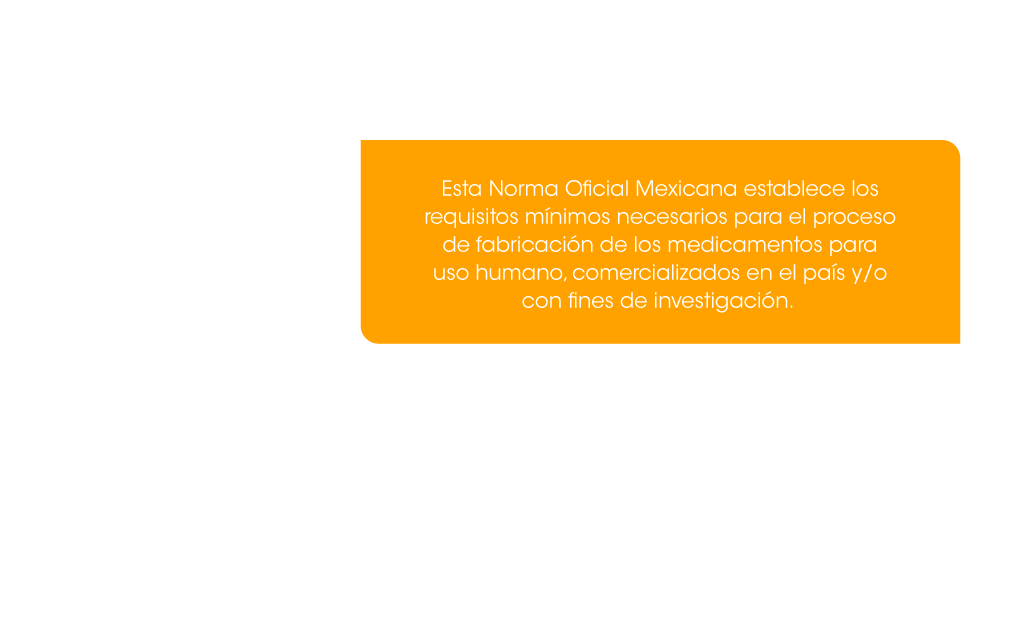 Esta Norma Oficial Mexicana establece los
requisitos mínimos necesarios para el proceso
de fabricación de los medicamentos para
uso humano, comercializados en el país y/o
con fines de investigación.